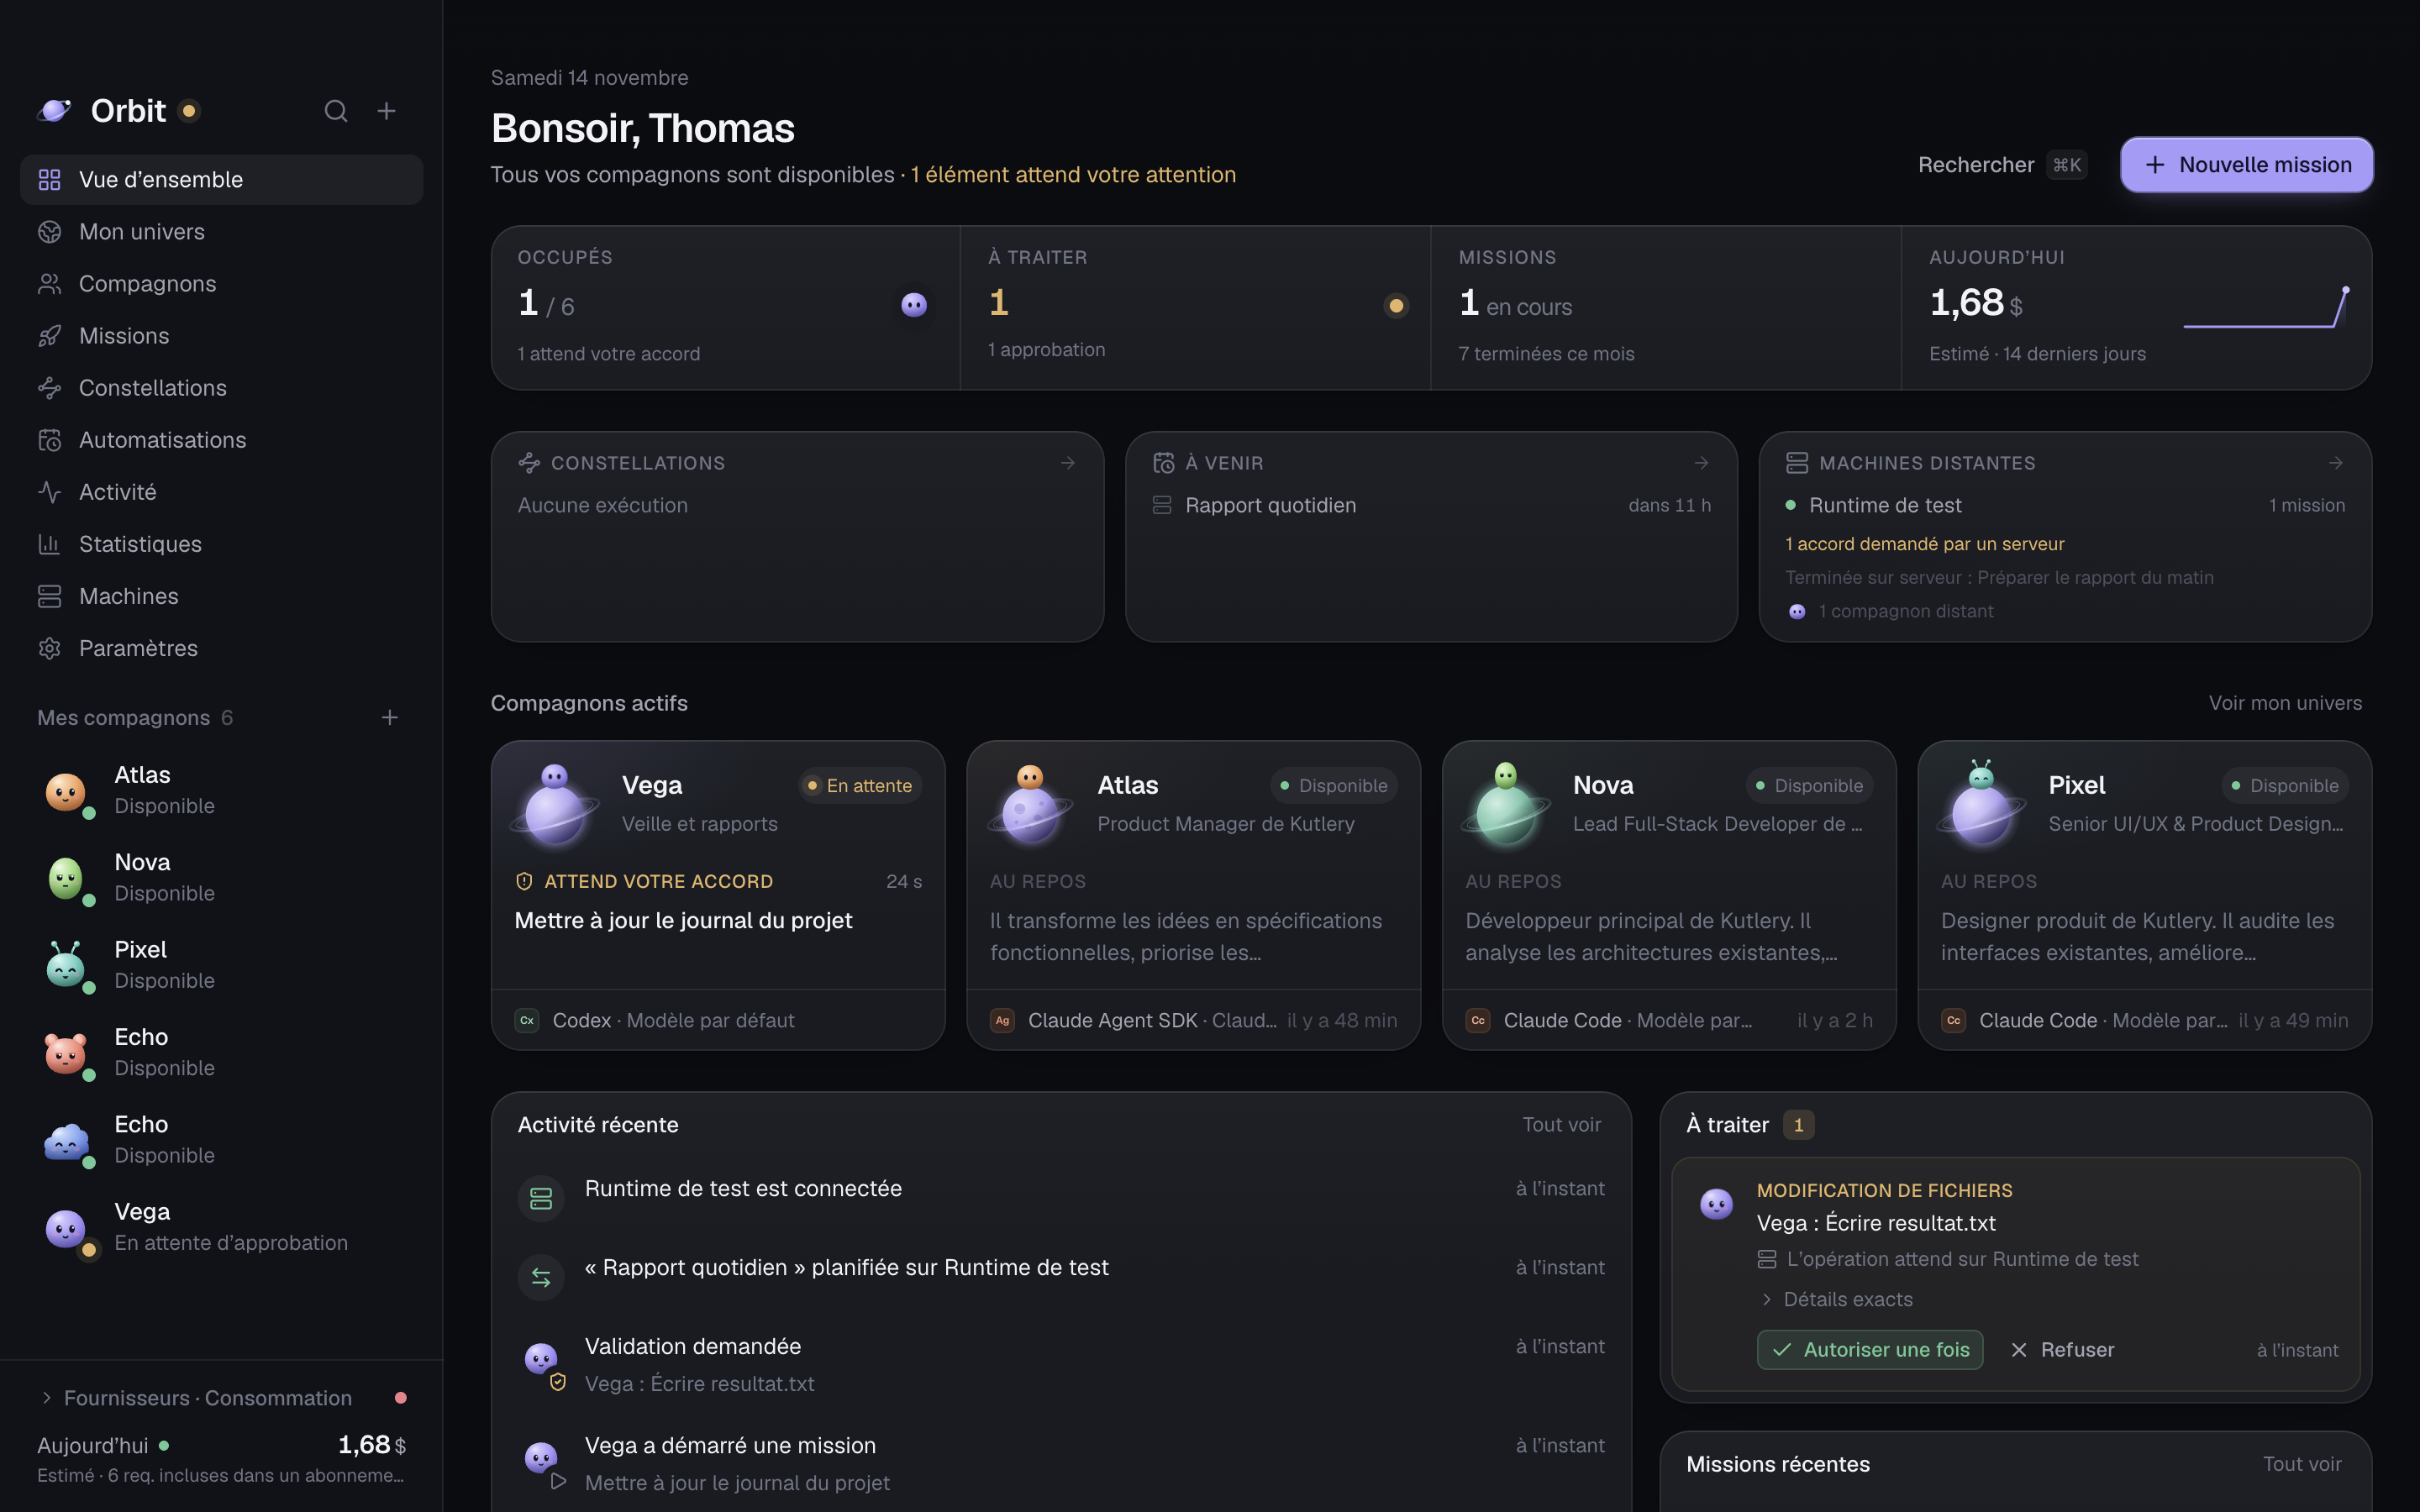 Orbit
Vue d’ensemble
Mon univers
Compagnons
Missions
Constellations
Automatisations
Activité
Statistiques
Machines
Paramètres
Mes compagnons 6
Atlas
Disponible
Nova
Disponible
Pixel
Disponible
Echo
Disponible
Echo
Disponible
Vega
En attente d’approbation
Fournisseurs · Consommation
Aujourd’hui 1,68 $
Estimé · 6 req. incluses dans un abonneme…
Samedi 14 novembre
Bonsoir, Thomas
Tous vos compagnons sont disponibles · 1 élément attend votre attention
Rechercher ⌘K
Nouvelle mission
OCCUPÉS
1 / 6
1 attend votre accord
À TRAITER
1
1 approbation
MISSIONS
1 en cours
7 terminées ce mois
AUJOURD’HUI
1,68 $
Estimé · 14 derniers jours
CONSTELLATIONS
Aucune exécution
À VENIR
Rapport quotidien dans 11 h
MACHINES DISTANTES
Runtime de test 1 mission
1 accord demandé par un serveur
Terminée sur serveur : Préparer le rapport du matin
1 compagnon distant
Compagnons actifs
Voir mon univers
Vega En attente
Veille et rapports
ATTEND VOTRE ACCORD 24 s
Mettre à jour le journal du projet
Cx Codex · Modèle par défaut
Atlas Disponible
Product Manager de Kutlery
AU REPOS
Il transforme les idées en spécifications
fonctionnelles, priorise les…
Ag Claude Agent SDK · Claud… il y a 48 min
Nova Disponible
Lead Full-Stack Developer de …
AU REPOS
Développeur principal de Kutlery. Il
analyse les architectures existantes,…
Cc Claude Code · Modèle par… il y a 2 h
Pixel Disponible
Senior UI/UX & Product Design…
AU REPOS
Designer produit de Kutlery. Il audite les
interfaces existantes, améliore…
Cc Claude Code · Modèle par… il y a 49 min
Activité récente Tout voir
Runtime de test est connectée à l’instant
« Rapport quotidien » planifiée sur Runtime de test à l’instant
Validation demandée à l’instant
Vega : Écrire resultat.txt
Vega a démarré une mission à l’instant
Mettre à jour le journal du projet
À traiter 1
MODIFICATION DE FICHIERS
Vega : Écrire resultat.txt
L’opération attend sur Runtime de test
Détails exacts
Autoriser une fois Refuser à l’instant
Missions récentes Tout voir